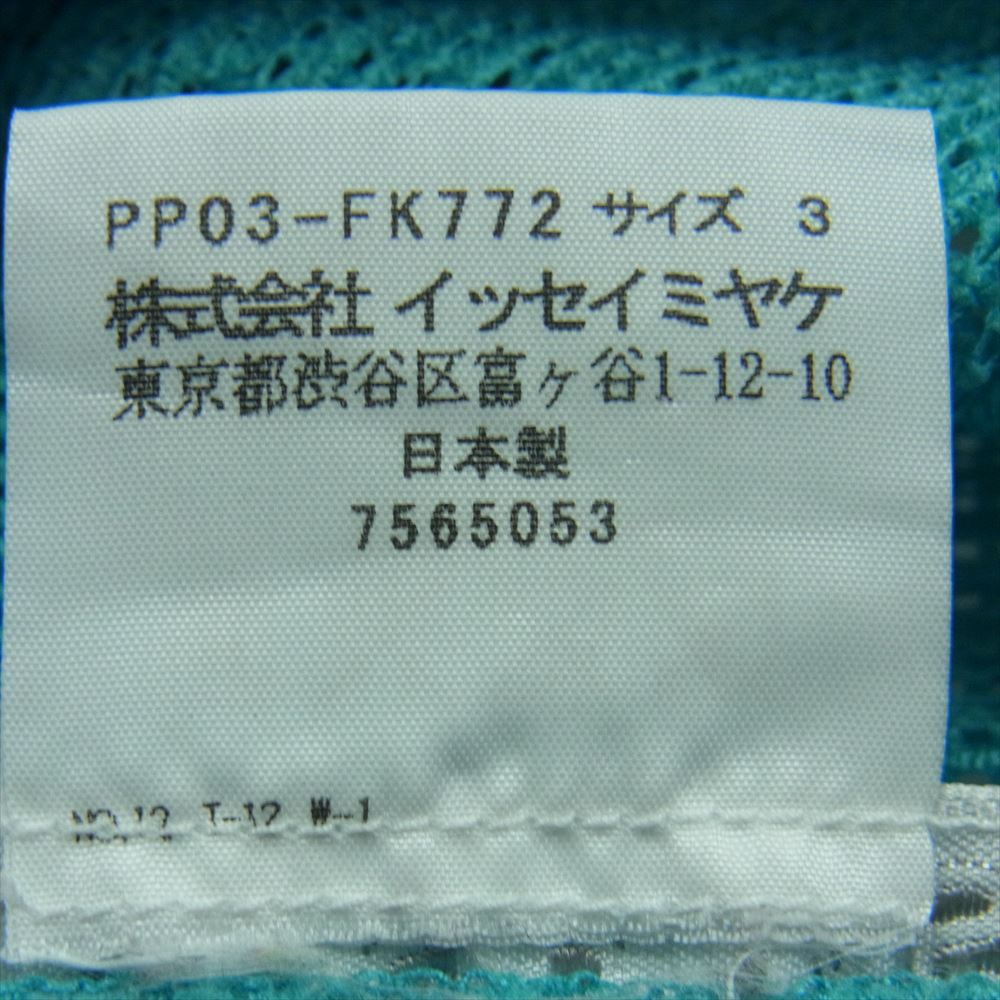 PP03-FK772 サイズ 3
株式会社 イッセイミヤケ
東京都渋谷区富ヶ谷1-12-10
日本製
7565053